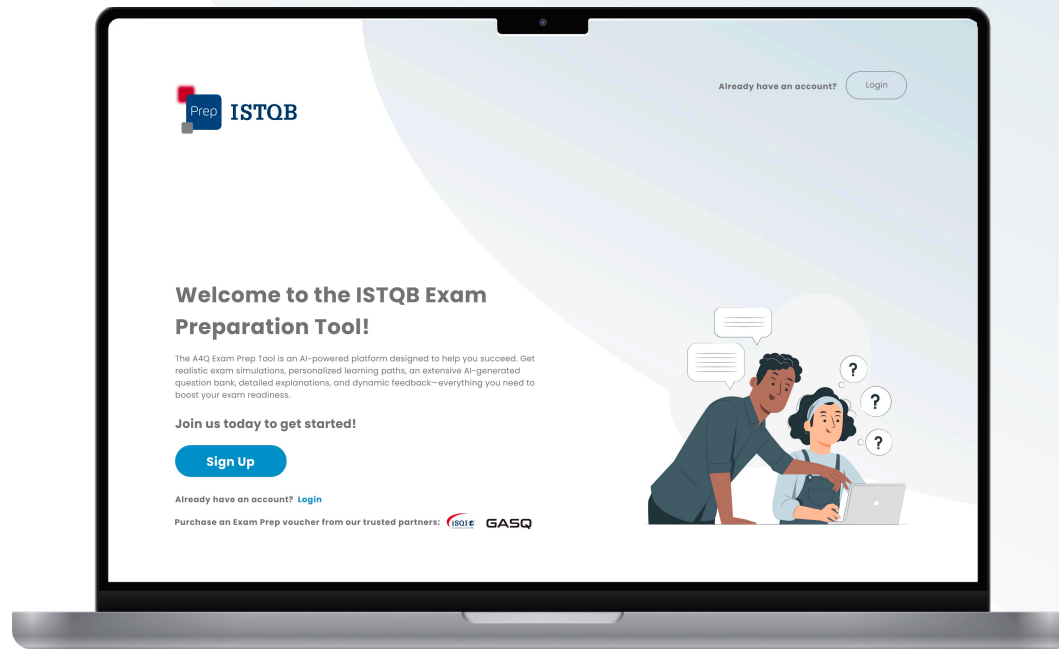 Already have an account? Login
Prep ISTQB
Welcome to the ISTQB Exam
Preparation Tool!
The A4Q Exam Prep Tool is an AI-powered platform designed to help you succeed. Get
realistic exam simulations, personalized learning paths, an extensive AI-generated
question bank, detailed explanations, and dynamic feedback—everything you need to
boost your exam readiness.
? ? ?
Join us today to get started!
Sign Up
Already have an account? Login
Purchase an Exam Prep voucher from our trusted partners: iSQI GASQ